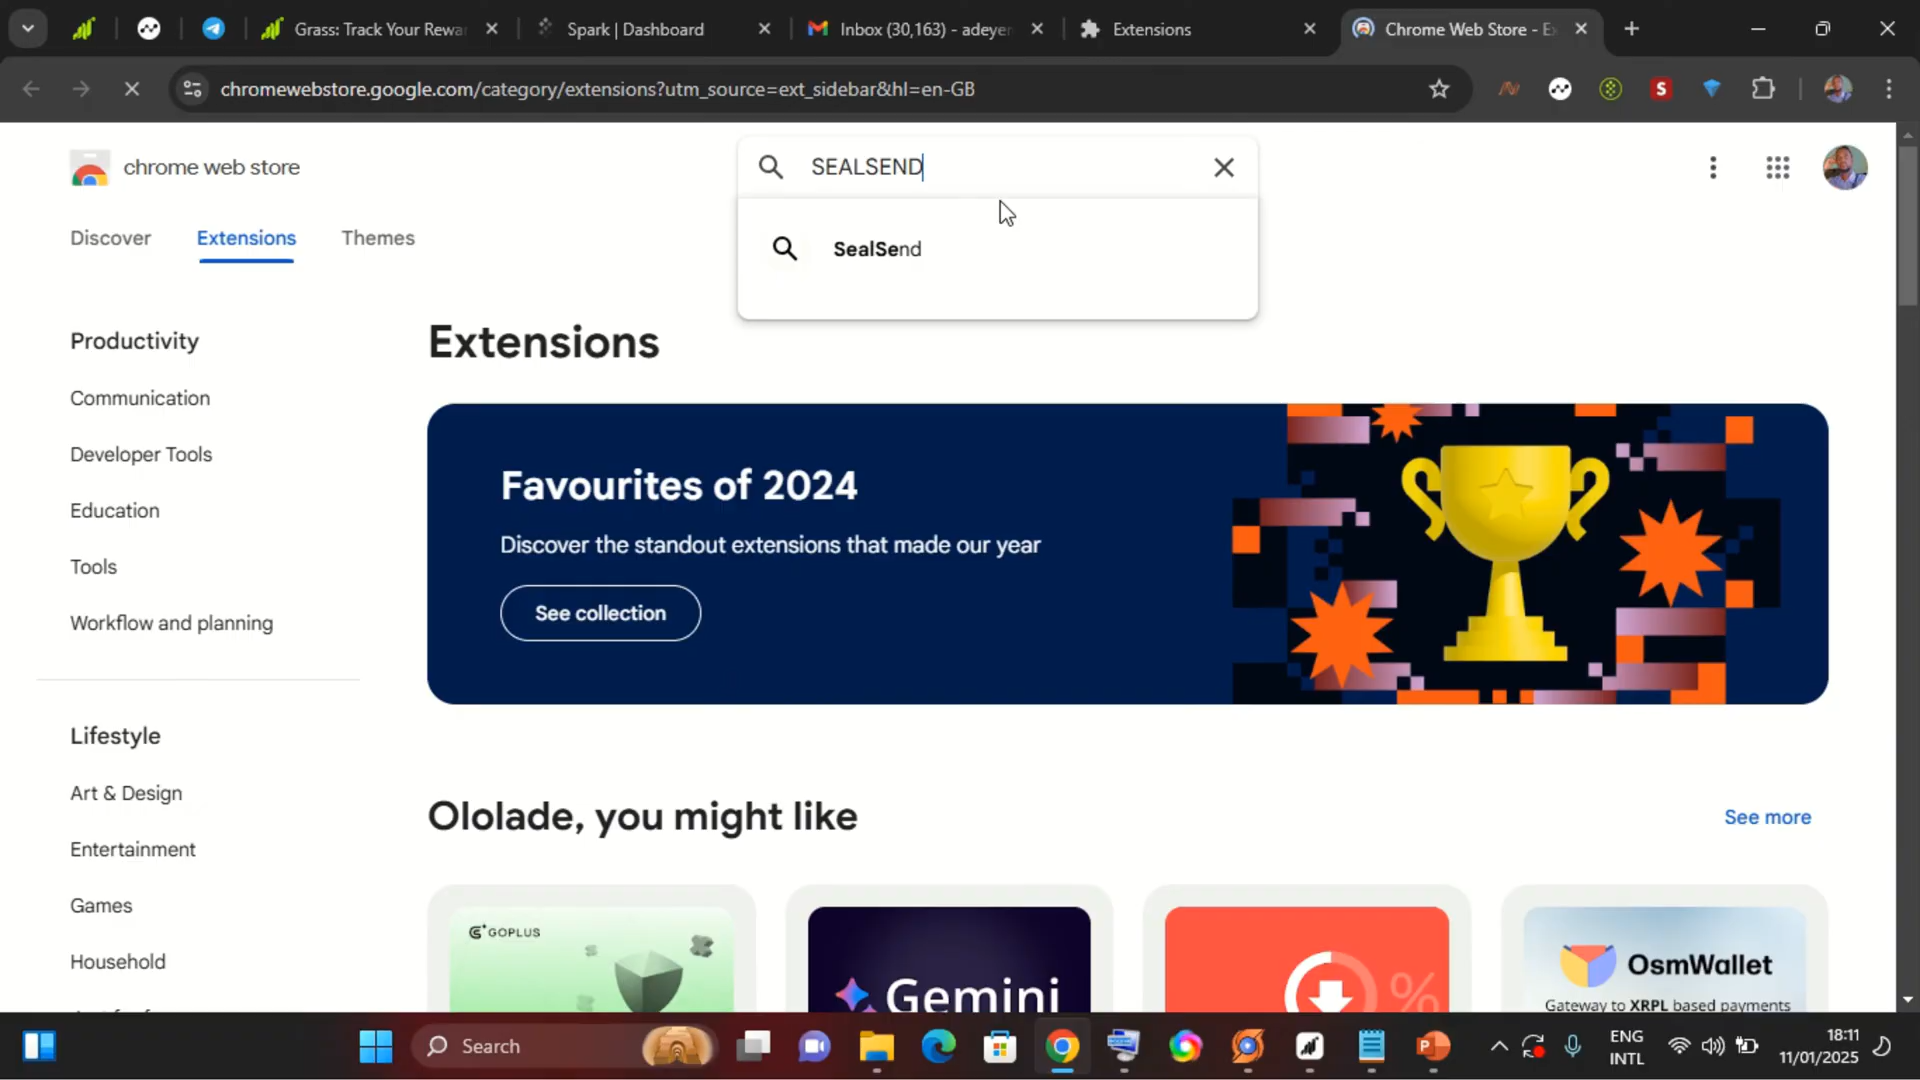 Grass: Track Your Rewar
Spark | Dashboard
Inbox (30,163) - adeyer
Extensions
Chrome Web Store - Ex
chromewebstore.google.com/category/extensions?utm_source=ext_sidebar&hl=en-GB
chrome web store
SEALSEND
SealSend
Discover
Extensions
Themes
Productivity
Communication
Developer Tools
Education
Tools
Workflow and planning
Lifestyle
Art & Design
Entertainment
Games
Household
Extensions
Favourites of 2024
Discover the standout extensions that made our year
See collection
Ololade, you might like
See more
GOPLUS
Gemini
%
OsmWallet
Gateway to XRPL based payments
Search
ENG
INTL
18:11
11/01/2025